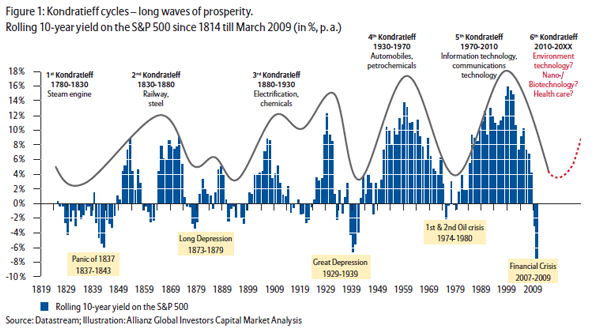 Figure 1: Kondratieff cycles – long waves of prosperity.
Rolling 10-year yield on the S&P 500 since 1814 till March 2009 (in %, p. a.)
1st Kondratieff
1780-1830
Steam engine
2nd Kondratieff
1830-1880
Railway,
steel
3rd Kondratieff
1880-1930
Electrification,
chemicals
4th Kondratieff
1930-1970
Automobiles,
petrochemicals
5th Kondratieff
1970-2010
Information technology,
communications
technology
6th Kondratieff
2010-20XX
Environment
technology?
Nano-/
Biotechnology?
Health care?
18%
16%
14%
12%
10%
8%
6%
4%
2%
0%
-2%
-4%
-6%
-8%
-10%
Panic of 1837
1837-1843
Long Depression
1873-1879
Great Depression
1929-1939
1st & 2nd Oil crisis
1974-1980
Financial Crisis
2007-2009
1819 1829 1839 1849 1859 1869 1879 1889 1899 1909 1919 1929 1939 1949 1959 1969 1979 1989 1999 2009
Rolling 10-year yield on the S&P 500
Source: Datastream; Illustration: Allianz Global Investors Capital Market Analysis